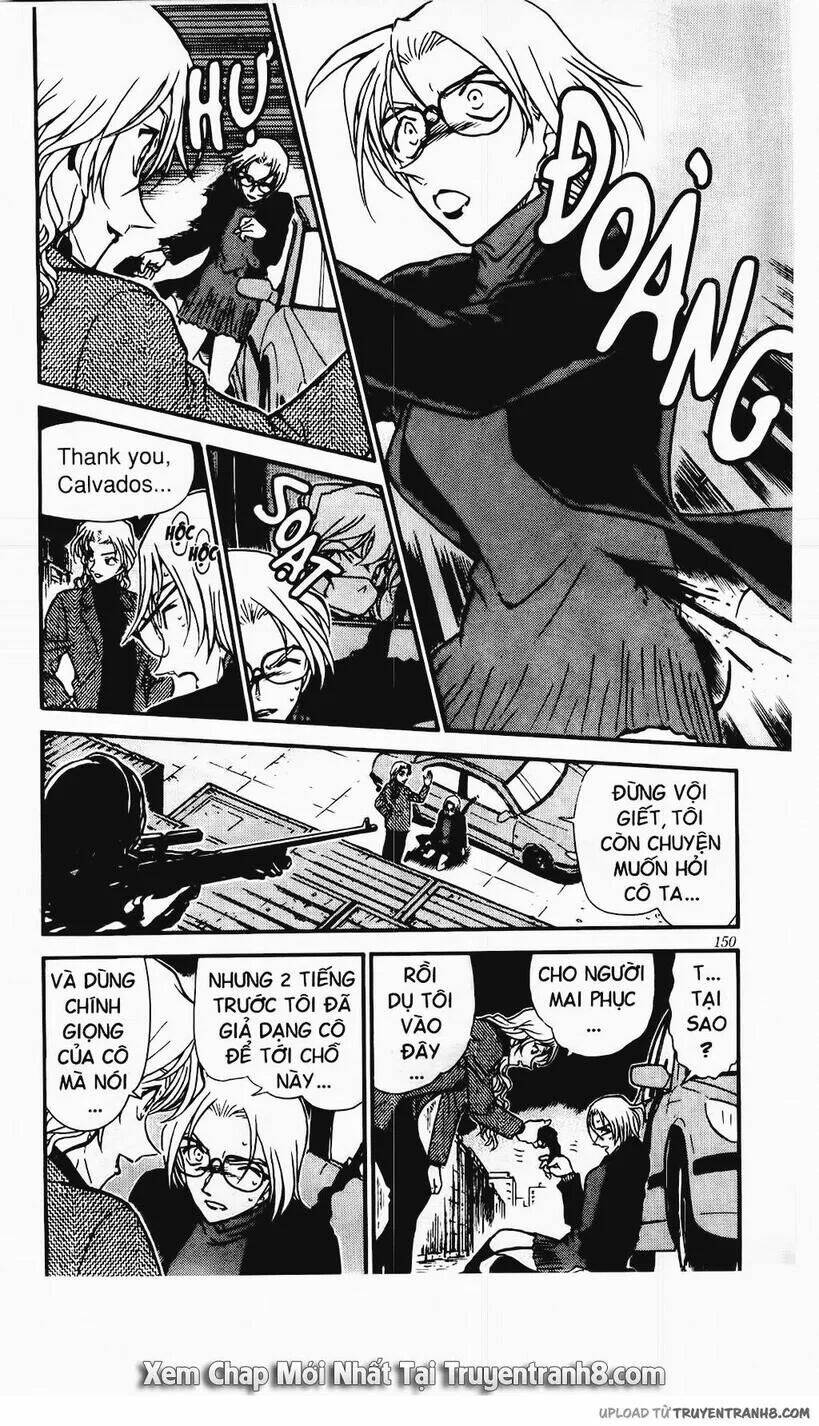 ĐOÀNG
HỰ
SOẠT
HỘC
HỘC
Thank you,
Calvados...
ĐỪNG VỘI
GIẾT, TÔI
CÒN CHUYỆN
MUỐN HỎI
CÔ TA...
150
T...
TẠI
SAO
?
CHO NGƯỜI
MAI PHỤC
...
RỒI
DỤ TÔI
VÀO
ĐÂY...
NHƯNG 2 TIẾNG
TRƯỚC TÔI ĐÃ
GIẢ DẠNG CÔ
ĐỂ TỚI CHỖ
NÀY...
VÀ DÙNG
CHÍNH
GIỌNG
CỦA CÔ
MÀ NÓI
...
Xem Chap Mới Nhất Tại Truyentranh8.com
UPLOAD TỪ TRUYENTRANH8.COM